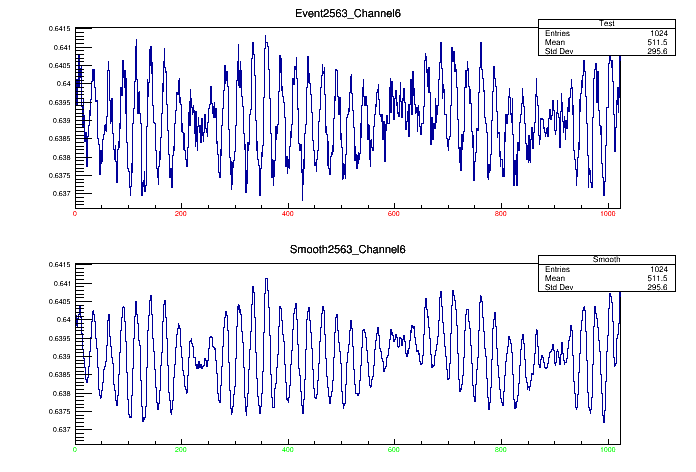 Event2563_Channel6
Test
Entries 1024
Mean 511.5
Std Dev 295.6
0.6415
0.641
0.6405
0.64
0.6395
0.639
0.6385
0.638
0.6375
0.637
0 200 400 600 800 1000
Smooth2563_Channel6
Smooth
Entries 1024
Mean 511.5
Std Dev 295.6
0.6415
0.641
0.6405
0.64
0.6395
0.639
0.6385
0.638
0.6375
0.637
0 200 400 600 800 1000